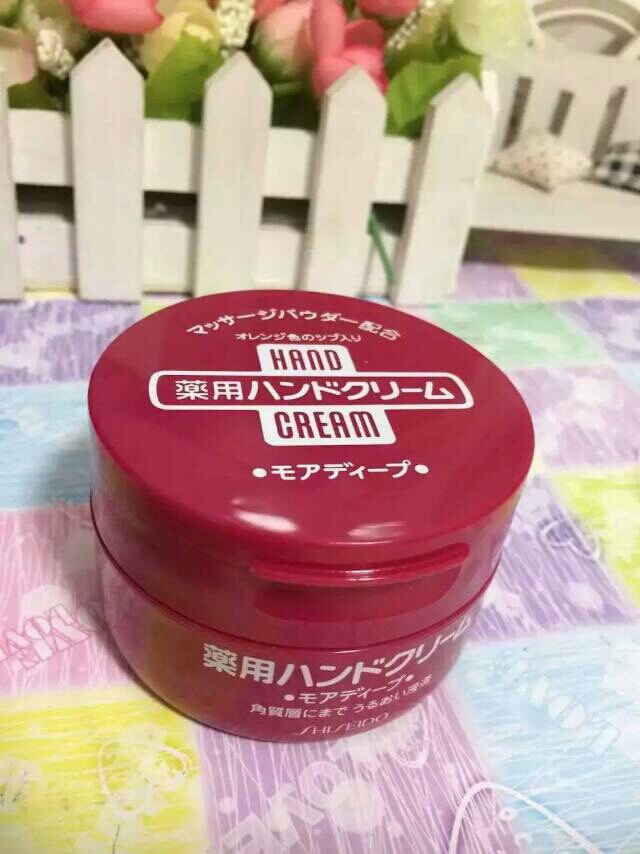 マッサージパウダー配合
オレンジ色のツブ入り
HAND
薬用ハンドクリーム
CREAM
•モアディープ•
薬用ハンドクリーム
•モアディープ•
角質層にまで うるおい浸透
SHISEIDO
LOVE
LOVE